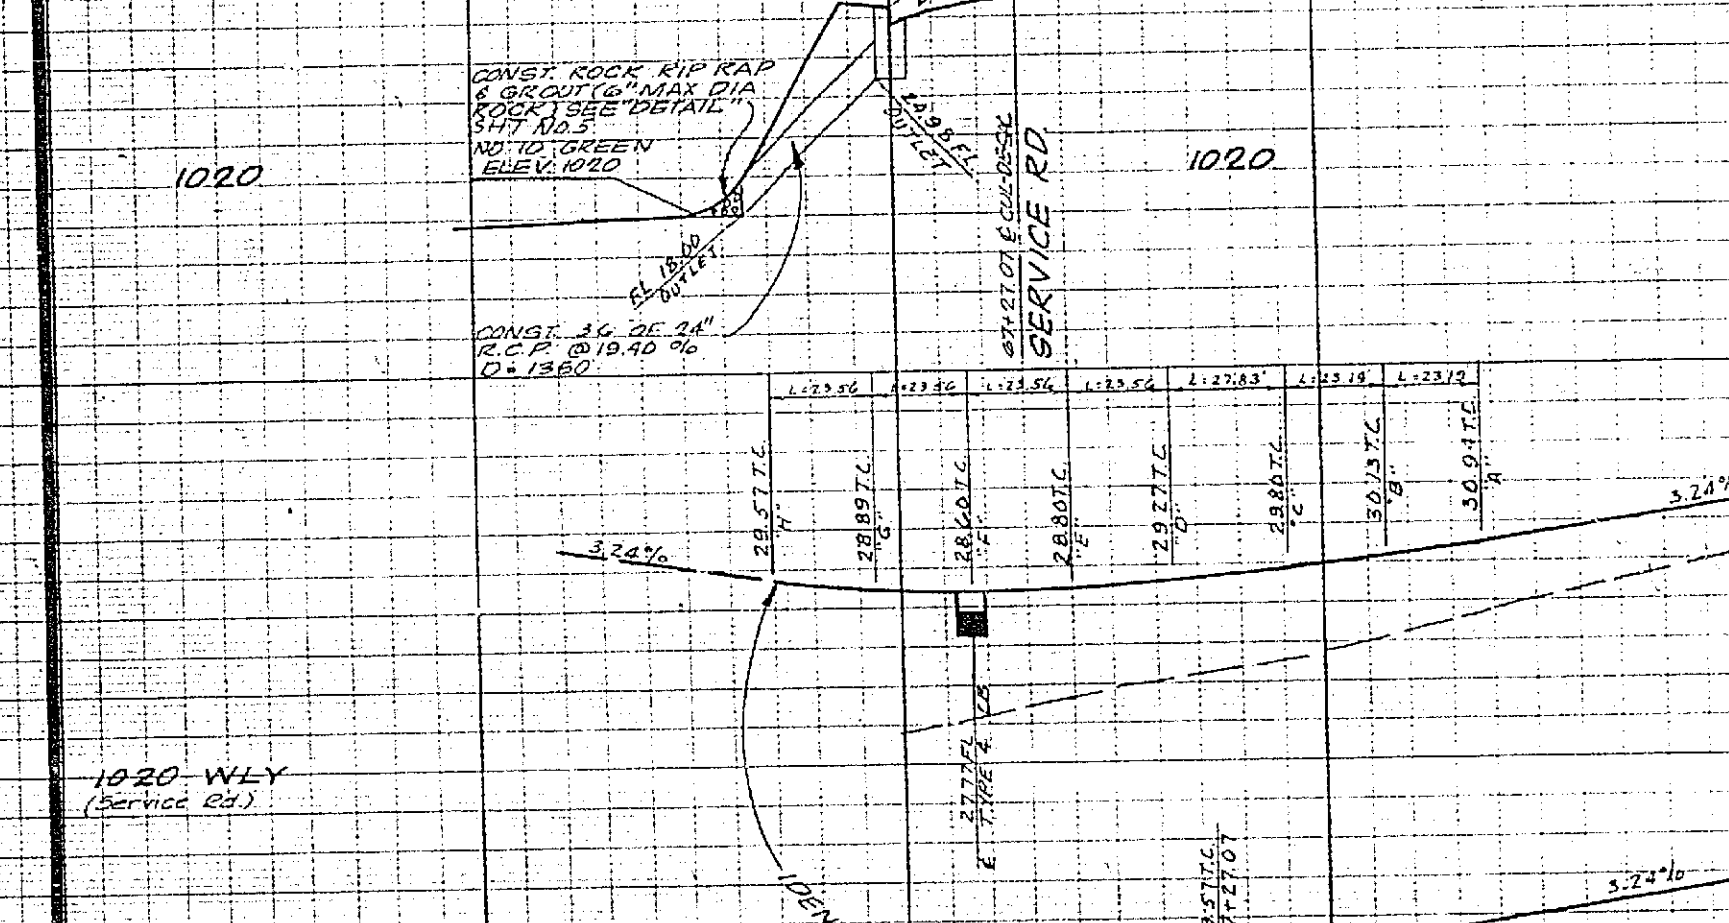 CONST. ROCK RIP RAP
& GROUT (6" MAX DIA
ROCK) SEE "DETAIL"
SHT NO.5
NO. 10 GREEN
ELEV. 1020
1020
1020
OUTLET
FL 18.00
OUTLET
67+27.07 ℄ CUL-DE-SAC
SERVICE RD
CONST. 36 OF 24"
R.C.P. @ 19.40 %
D = 1360
L=23.56
L=23.56
L=23.56
L=23.56
L=27.83'
L=23.19'
L=23.19
29.57 T.C.
"H"
28.89 T.C.
"G"
28.60 T.C.
"F"
28.80 T.C.
"E"
29.27 T.C.
"D"
29.80 T.C.
"C"
30.13 T.C.
"B"
30.94 T.C.
"A"
3.24%
3.24%
27.77 FL
℄ TYPE 2
1020 WLY
(Service Rd.)
.57 T.C.
+27.07
3.24%